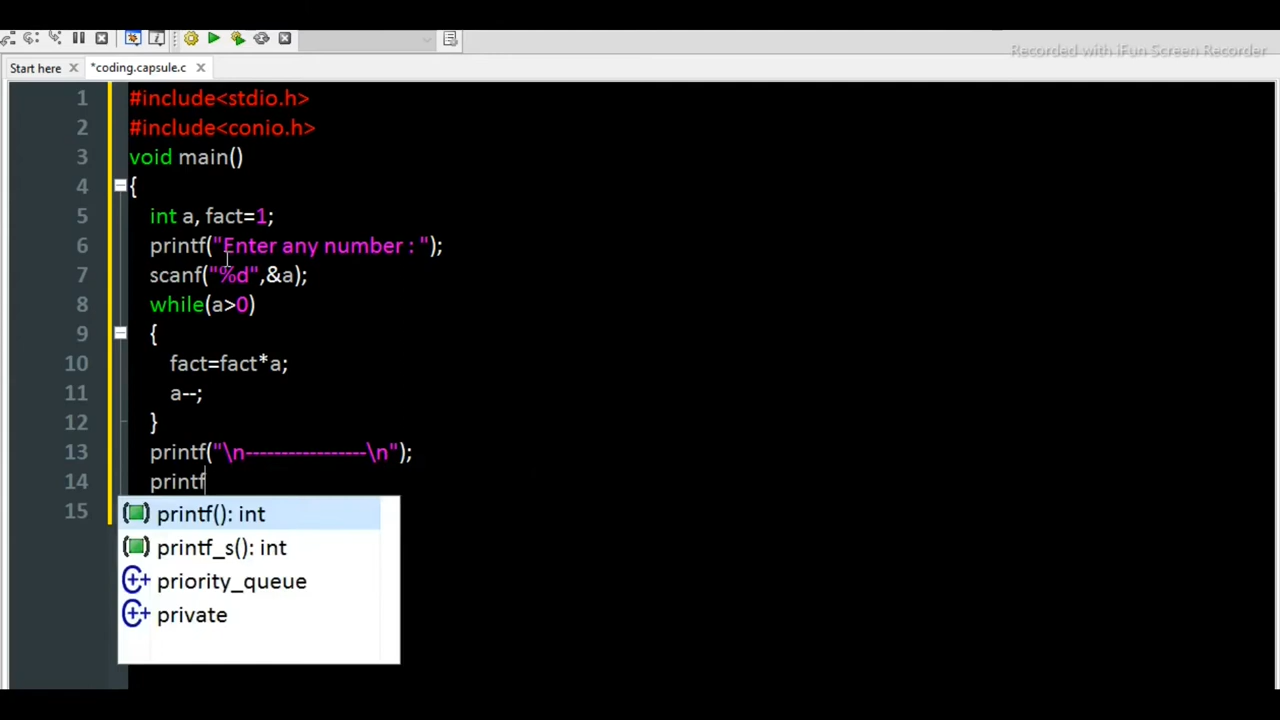 Recorded with iFun Screen Recorder
Start here
*coding.capsule.c
1 #include<stdio.h>
2 #include<conio.h>
3 void main()
4 {
5 int a, fact=1;
6 printf("Enter any number : ");
7 scanf("%d",&a);
8 while(a>0)
9 {
10 fact=fact*a;
11 a--;
12 }
13 printf("\n-----------------\n");
14 printf
15
printf(): int
printf_s(): int
priority_queue
private